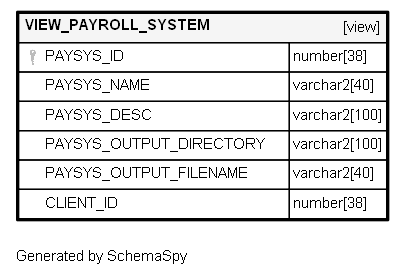 VIEW_PAYROLL_SYSTEM [view]
PAYSYS_ID number[38]
PAYSYS_NAME varchar2[40]
PAYSYS_DESC varchar2[100]
PAYSYS_OUTPUT_DIRECTORY varchar2[100]
PAYSYS_OUTPUT_FILENAME varchar2[40]
CLIENT_ID number[38]
Generated by SchemaSpy